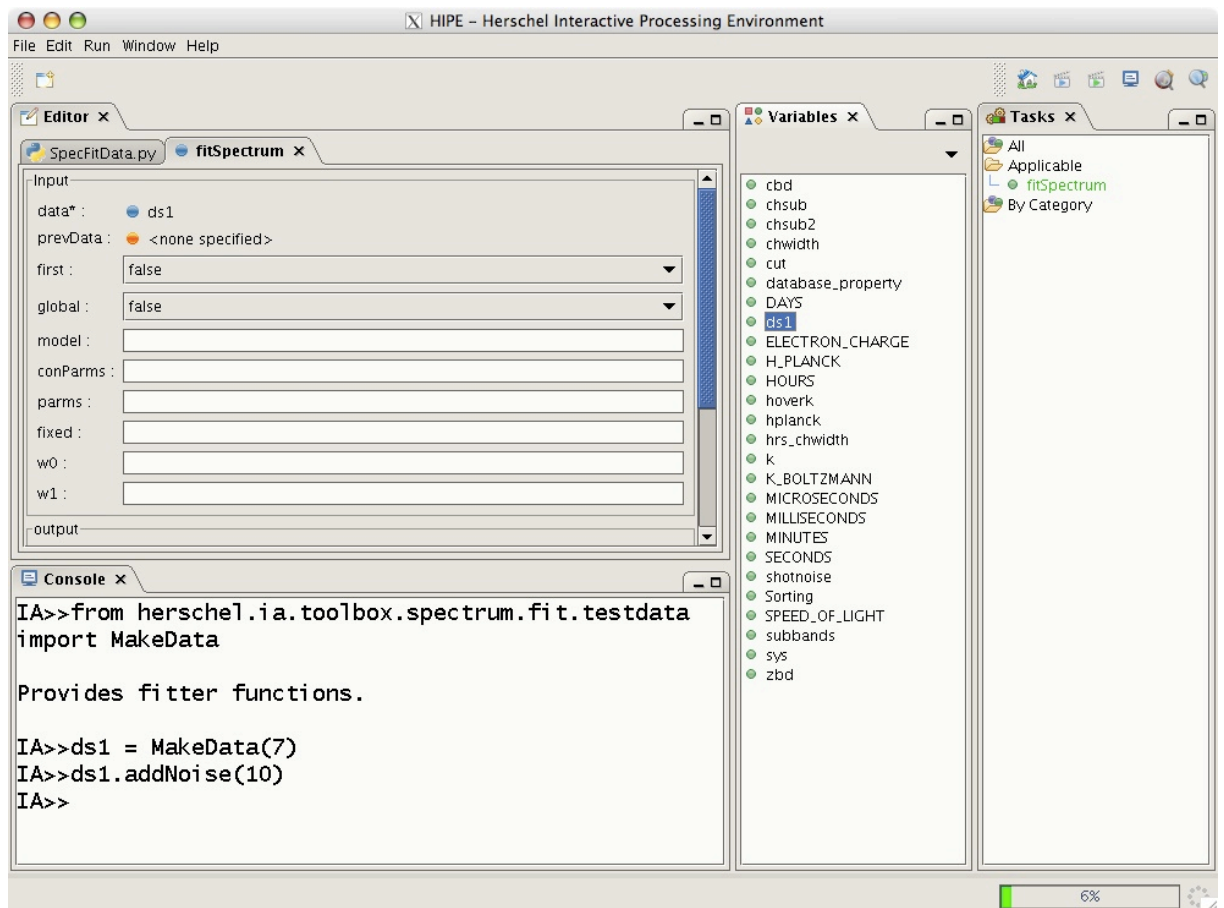 HIPE – Herschel Interactive Processing Environment
File Edit Run Window Help
Editor
SpecFitData.py fitSpectrum
Input
data* : ds1
prevData : <none specified>
first : false
global : false
model :
conParms :
parms :
fixed :
w0 :
w1 :
output
Console
IA>>from herschel.ia.toolbox.spectrum.fit.testdata
import MakeData
Provides fitter functions.
IA>>ds1 = MakeData(7)
IA>>ds1.addNoise(10)
IA>>
Variables
cbd
chsub
chsub2
chwidth
cut
database_property
DAYS
ds1
ELECTRON_CHARGE
H_PLANCK
HOURS
hoverk
hplanck
hrs_chwidth
k
K_BOLTZMANN
MICROSECONDS
MILLISECONDS
MINUTES
SECONDS
shotnoise
Sorting
SPEED_OF_LIGHT
subbands
sys
zbd
Tasks
All
Applicable
fitSpectrum
By Category
6%